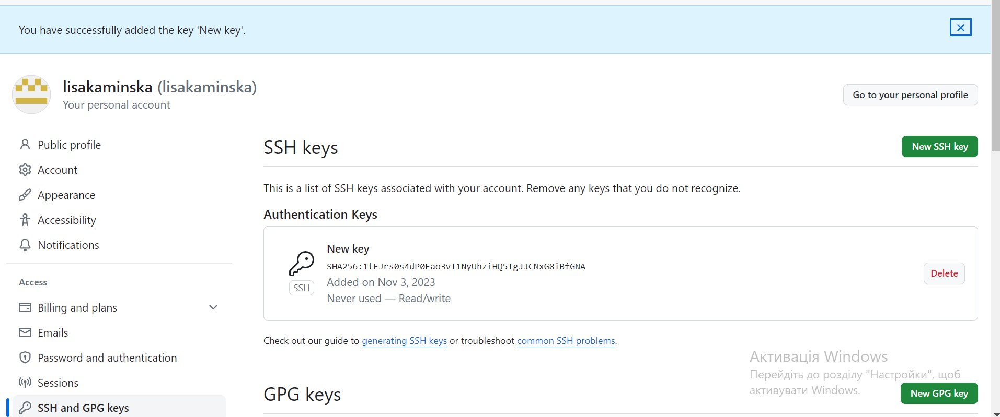 You have successfully added the key 'New key'.
lisakaminska (lisakaminska)
Your personal account
Go to your personal profile
Public profile
Account
Appearance
Accessibility
Notifications
Access
Billing and plans
Emails
Password and authentication
Sessions
SSH and GPG keys
SSH keys
New SSH key
This is a list of SSH keys associated with your account. Remove any keys that you do not recognize.
Authentication Keys
New key
SHA256:1tFJrs0s4dP0Eao3vT1NyUhziHQ5TgJJCNxG8iBfGNA
Added on Nov 3, 2023
Never used — Read/write
SSH
Delete
Check out our guide to generating SSH keys or troubleshoot common SSH problems.
GPG keys
New GPG key
Активація Windows
Перейдіть до розділу "Настройки", щоб
активувати Windows.